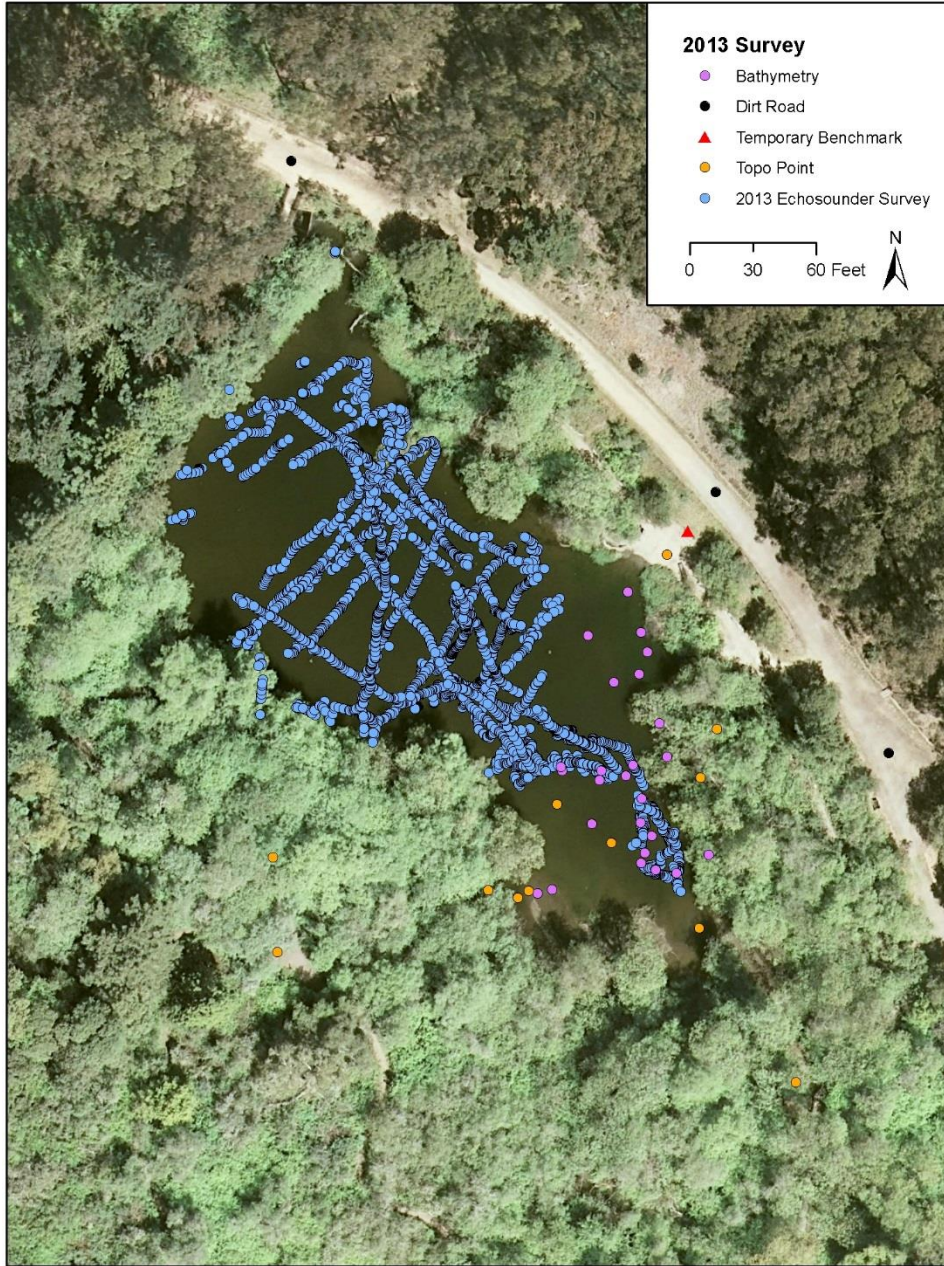 2013 Survey
Bathymetry
Dirt Road
Temporary Benchmark
Topo Point
2013 Echosounder Survey
N
0 30 60 Feet